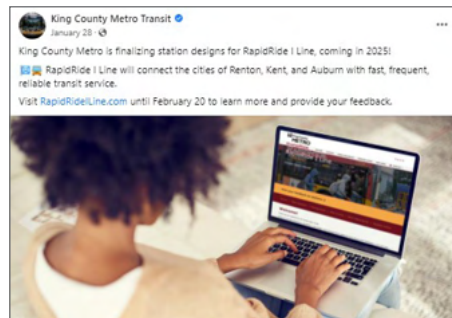 King County Metro Transit
January 28 ·
King County Metro is finalizing station designs for RapidRide I Line, coming in 2025!
RapidRide I Line will connect the cities of Renton, Kent, and Auburn with fast, frequent,
reliable transit service.
Visit RapidRideILine.com until February 20 to learn more and provide your feedback.
METRO
RapidRide I Line